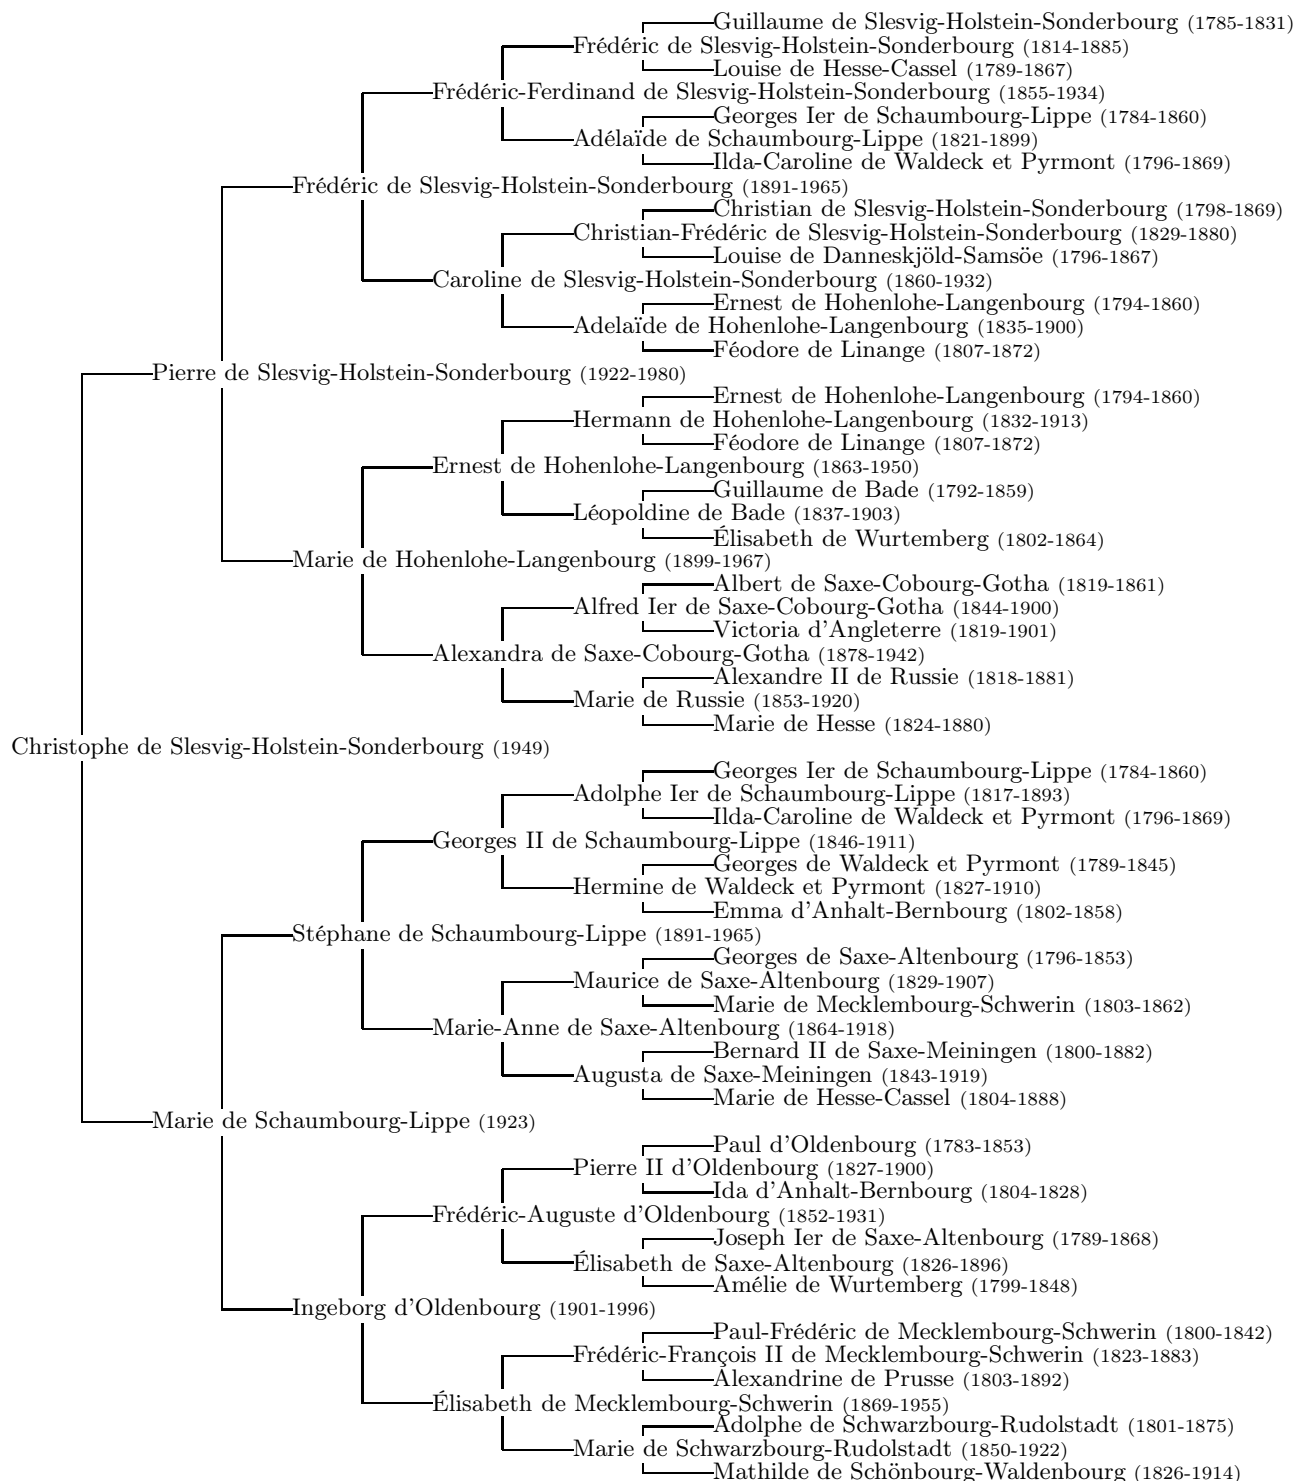 Guillaume de Slesvig-Holstein-Sonderbourg (1785-1831)
Frédéric de Slesvig-Holstein-Sonderbourg (1814-1885)
Louise de Hesse-Cassel (1789-1867)
Frédéric-Ferdinand de Slesvig-Holstein-Sonderbourg (1855-1934)
Georges Ier de Schaumbourg-Lippe (1784-1860)
Adélaïde de Schaumbourg-Lippe (1821-1899)
Ilda-Caroline de Waldeck et Pyrmont (1796-1869)
Frédéric de Slesvig-Holstein-Sonderbourg (1891-1965)
Christian de Slesvig-Holstein-Sonderbourg (1798-1869)
Christian-Frédéric de Slesvig-Holstein-Sonderbourg (1829-1880)
Louise de Danneskjöld-Samsöe (1796-1867)
Caroline de Slesvig-Holstein-Sonderbourg (1860-1932)
Ernest de Hohenlohe-Langenbourg (1794-1860)
Adelaïde de Hohenlohe-Langenbourg (1835-1900)
Féodore de Linange (1807-1872)
Pierre de Slesvig-Holstein-Sonderbourg (1922-1980)
Ernest de Hohenlohe-Langenbourg (1794-1860)
Hermann de Hohenlohe-Langenbourg (1832-1913)
Féodore de Linange (1807-1872)
Ernest de Hohenlohe-Langenbourg (1863-1950)
Guillaume de Bade (1792-1859)
Léopoldine de Bade (1837-1903)
Élisabeth de Wurtemberg (1802-1864)
Marie de Hohenlohe-Langenbourg (1899-1967)
Albert de Saxe-Cobourg-Gotha (1819-1861)
Alfred Ier de Saxe-Cobourg-Gotha (1844-1900)
Victoria d'Angleterre (1819-1901)
Alexandra de Saxe-Cobourg-Gotha (1878-1942)
Alexandre II de Russie (1818-1881)
Marie de Russie (1853-1920)
Marie de Hesse (1824-1880)
Christophe de Slesvig-Holstein-Sonderbourg (1949)
Georges Ier de Schaumbourg-Lippe (1784-1860)
Adolphe Ier de Schaumbourg-Lippe (1817-1893)
Ilda-Caroline de Waldeck et Pyrmont (1796-1869)
Georges II de Schaumbourg-Lippe (1846-1911)
Georges de Waldeck et Pyrmont (1789-1845)
Hermine de Waldeck et Pyrmont (1827-1910)
Emma d'Anhalt-Bernbourg (1802-1858)
Stéphane de Schaumbourg-Lippe (1891-1965)
Georges de Saxe-Altenbourg (1796-1853)
Maurice de Saxe-Altenbourg (1829-1907)
Marie de Mecklembourg-Schwerin (1803-1862)
Marie-Anne de Saxe-Altenbourg (1864-1918)
Bernard II de Saxe-Meiningen (1800-1882)
Augusta de Saxe-Meiningen (1843-1919)
Marie de Hesse-Cassel (1804-1888)
Marie de Schaumbourg-Lippe (1923)
Paul d'Oldenbourg (1783-1853)
Pierre II d'Oldenbourg (1827-1900)
Ida d'Anhalt-Bernbourg (1804-1828)
Frédéric-Auguste d'Oldenbourg (1852-1931)
Joseph Ier de Saxe-Altenbourg (1789-1868)
Élisabeth de Saxe-Altenbourg (1826-1896)
Amélie de Wurtemberg (1799-1848)
Ingeborg d'Oldenbourg (1901-1996)
Paul-Frédéric de Mecklembourg-Schwerin (1800-1842)
Frédéric-François II de Mecklembourg-Schwerin (1823-1883)
Alexandrine de Prusse (1803-1892)
Élisabeth de Mecklembourg-Schwerin (1869-1955)
Adolphe de Schwarzbourg-Rudolstadt (1801-1875)
Marie de Schwarzbourg-Rudolstadt (1850-1922)
Mathilde de Schönbourg-Waldenbourg (1826-1914)